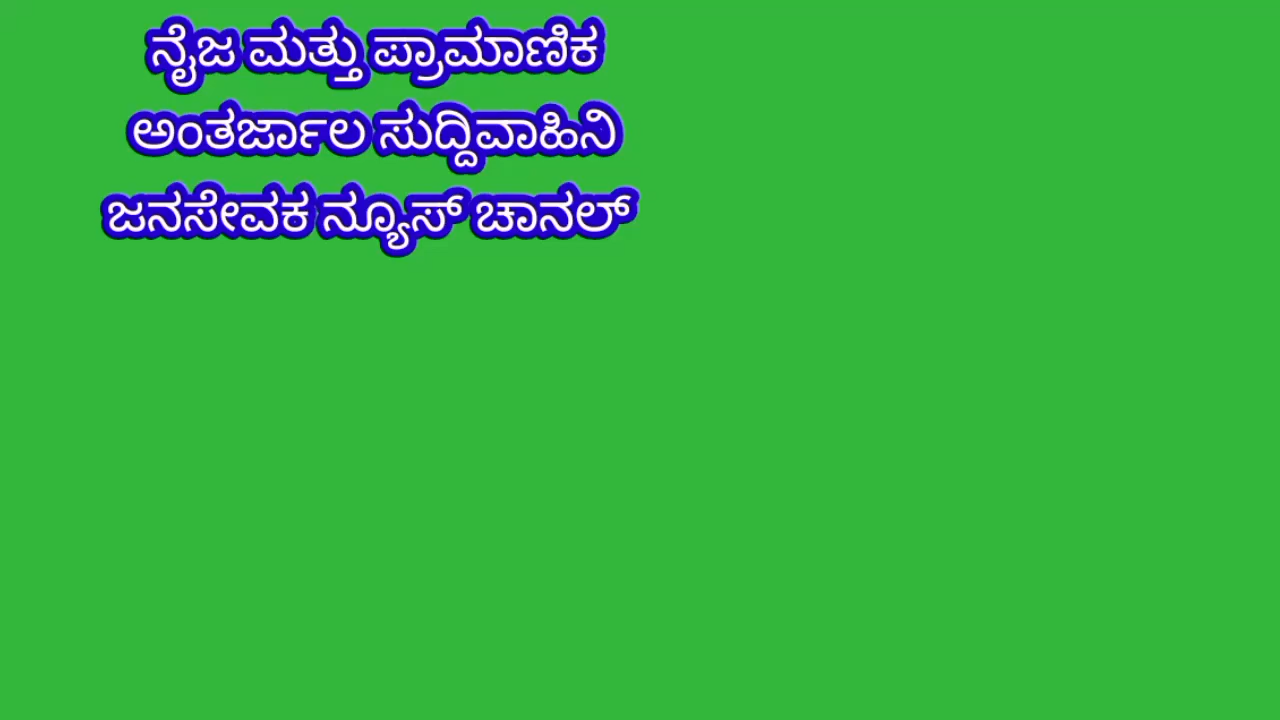 ನೈಜ ಮತ್ತು ಪ್ರಾಮಾಣಿಕ
ಅಂತರ್ಜಾಲ ಸುದ್ದಿವಾಹಿನಿ
ಜನಸೇವಕ ನ್ಯೂಸ್ ಚಾನಲ್